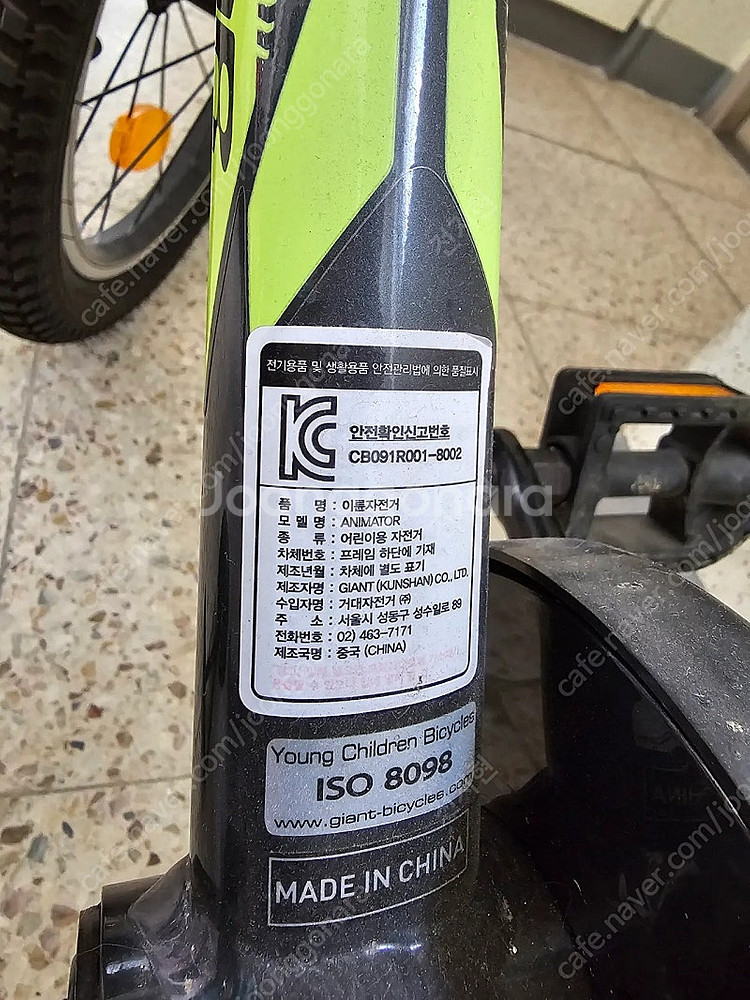 전기용품 및 생활용품 안전관리법에 의한 품질표시
KC
안전확인신고번호
CB091R001-8002
품 명 : 이륜자전거
모 델 명 : ANIMATOR
종 류 : 어린이용 자전거
차체번호 : 프레임 하단에 기재
제조년월 : 차체에 별도 표기
제조자명 : GIANT (KUNSHAN) CO., LTD.
수입자명 : 거대자전거 ㈜
주 소 : 서울시 성동구 성수일로 89
전화번호 : 02) 463-7171
제조국명 : 중국 (CHINA)
Young Children Bicycles
ISO 8098
www.giant-bicycles.com
MADE IN CHINA
Joonggonara
cafe.naver.com/joonggonara